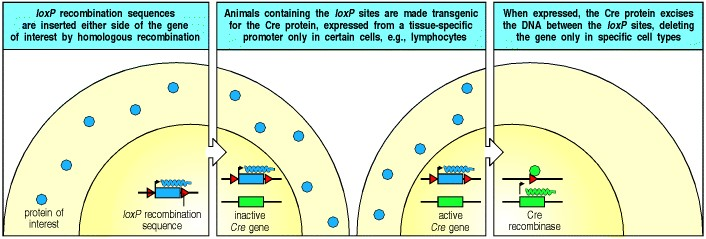 loxP recombination sequences
are inserted either side of the gene
of interest by homologous recombination
Animals containing the loxP sites are made transgenic
for the Cre protein, expressed from a tissue-specific
promoter only in certain cells, e.g., lymphocytes
When expressed, the Cre protein excises
the DNA between the loxP sites, deleting
the gene only in specific cell types
protein of
interest
loxP recombination
sequence
inactive
Cre gene
active
Cre gene
Cre
recombinase